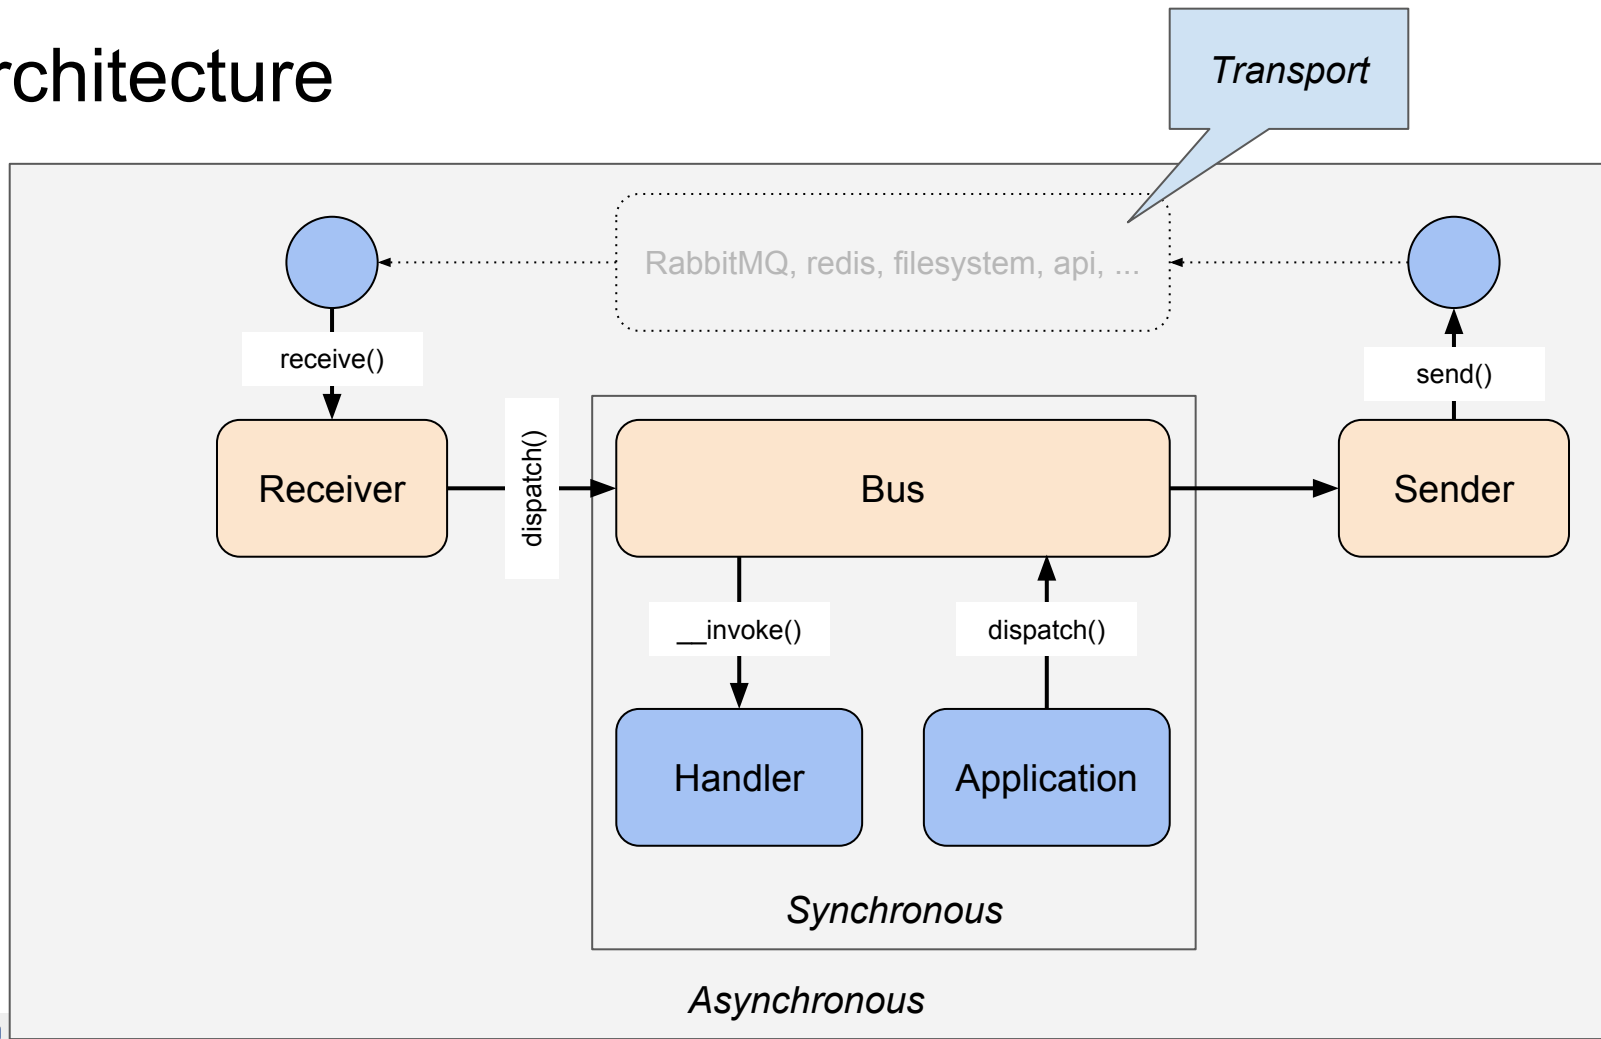 rchitecture
Transport
RabbitMQ, redis, filesystem, api, ...
receive()
send()
dispatch()
Receiver
Bus
Sender
__invoke()
dispatch()
Handler
Application
Synchronous
Asynchronous